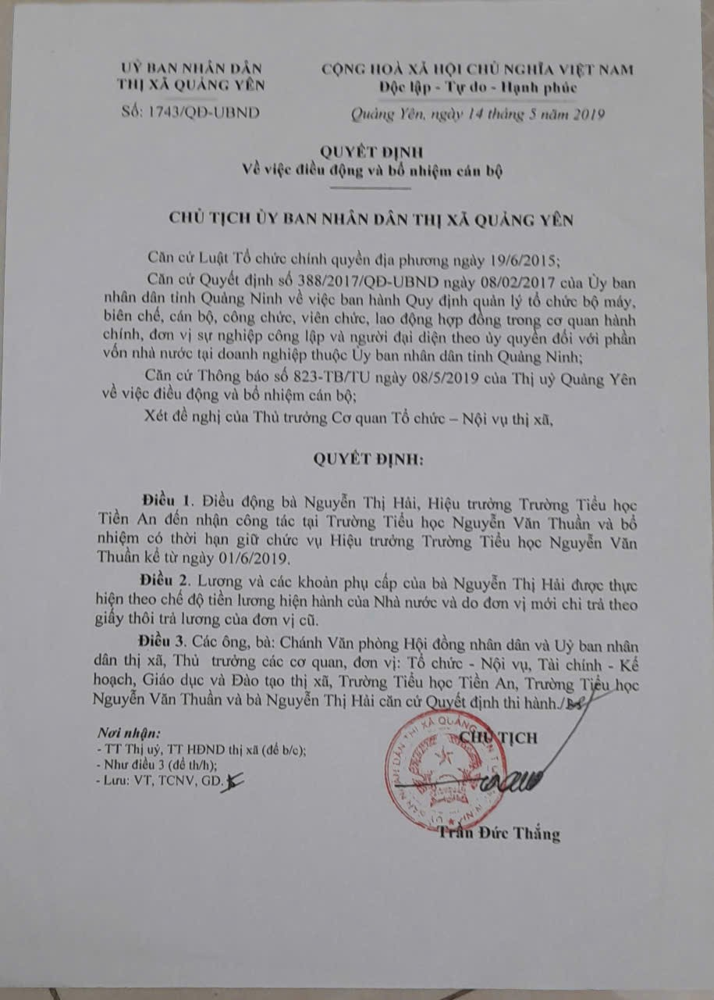 UỶ BAN NHÂN DÂN
THỊ XÃ QUẢNG YÊN
Số: 1743/QĐ-UBND
CỘNG HOÀ XÃ HỘI CHỦ NGHĨA VIỆT NAM
Độc lập - Tự do - Hạnh phúc
Quảng Yên, ngày 14 tháng 5 năm 2019
QUYẾT ĐỊNH
Về việc điều động và bổ nhiệm cán bộ
CHỦ TỊCH ỦY BAN NHÂN DÂN THỊ XÃ QUẢNG YÊN
Căn cứ Luật Tổ chức chính quyền địa phương ngày 19/6/2015;
Căn cứ Quyết định số 388/2017/QĐ-UBND ngày 08/02/2017 của Ủy ban
nhân dân tỉnh Quảng Ninh về việc ban hành Quy định quản lý tổ chức bộ máy,
biên chế, cán bộ, công chức, viên chức, lao động hợp đồng trong cơ quan hành
chính, đơn vị sự nghiệp công lập và người đại diện theo ủy quyền đối với phần
vốn nhà nước tại doanh nghiệp thuộc Ủy ban nhân dân tỉnh Quảng Ninh;
Căn cứ Thông báo số 823-TB/TU ngày 08/5/2019 của Thị uỷ Quảng Yên
về việc điều động và bổ nhiệm cán bộ;
Xét đề nghị của Thủ trưởng Cơ quan Tổ chức – Nội vụ thị xã,
QUYẾT ĐỊNH:
Điều 1. Điều động bà Nguyễn Thị Hải, Hiệu trưởng Trường Tiểu học
Tiền An đến nhận công tác tại Trường Tiểu học Nguyễn Văn Thuần và bổ
nhiệm có thời hạn giữ chức vụ Hiệu trưởng Trường Tiểu học Nguyễn Văn
Thuần kể từ ngày 01/6/2019.
Điều 2. Lương và các khoản phụ cấp của bà Nguyễn Thị Hải được thực
hiện theo chế độ tiền lương hiện hành của Nhà nước và do đơn vị mới chi trả theo
giấy thôi trả lương của đơn vị cũ.
Điều 3. Các ông, bà: Chánh Văn phòng Hội đồng nhân dân và Uỷ ban nhân
dân thị xã, Thủ trưởng các cơ quan, đơn vị: Tổ chức - Nội vụ, Tài chính - Kế
hoạch, Giáo dục và Đào tạo thị xã, Trường Tiểu học Tiền An, Trường Tiểu học
Nguyễn Văn Thuần và bà Nguyễn Thị Hải căn cứ Quyết định thi hành./.
Nơi nhận:
- TT Thị uỷ, TT HĐND thị xã (để b/c);
- Như điều 3 (để th/h);
- Lưu: VT, TCNV, GD.
CHỦ TỊCH
Trần Đức Thắng